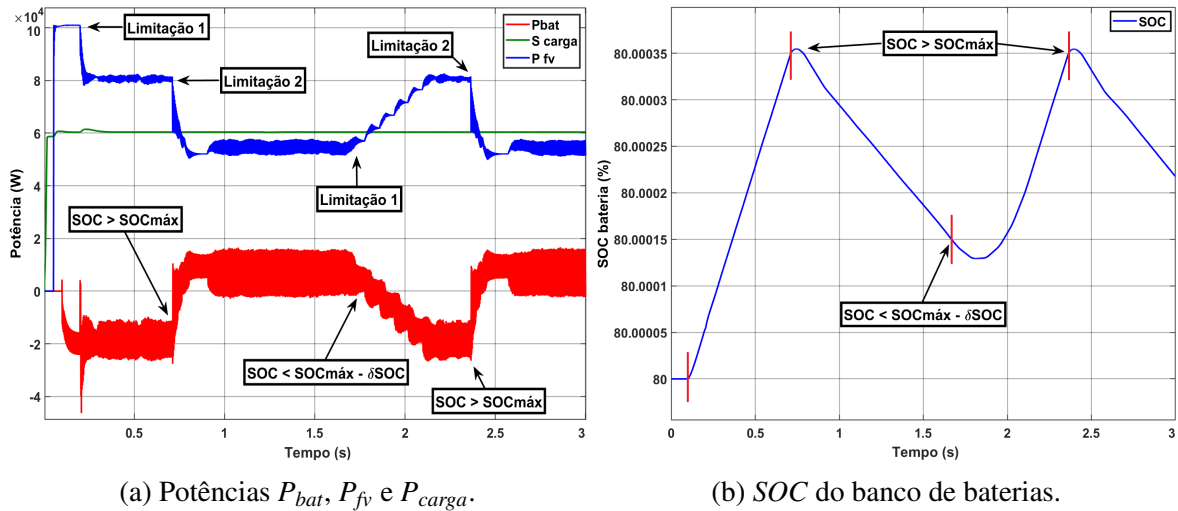 ×10⁴
10
8
6
4
2
0
-2
-4
0.5
1
1.5
2
2.5
3
Potência (W)
Tempo (s)
Pbat
S carga
P fv
Limitação 1
Limitação 2
Limitação 2
Limitação 1
SOC > SOCmáx
SOC < SOCmáx - δSOC
SOC > SOCmáx
(a) Potências Pbat, Pfv e Pcarga.
80.00035
80.0003
80.00025
80.0002
80.00015
80.0001
80.00005
80
0
0.5
1
1.5
2
2.5
3
SOC bateria (%)
Tempo (s)
SOC
SOC > SOCmáx
SOC < SOCmáx - δSOC
(b) SOC do banco de baterias.